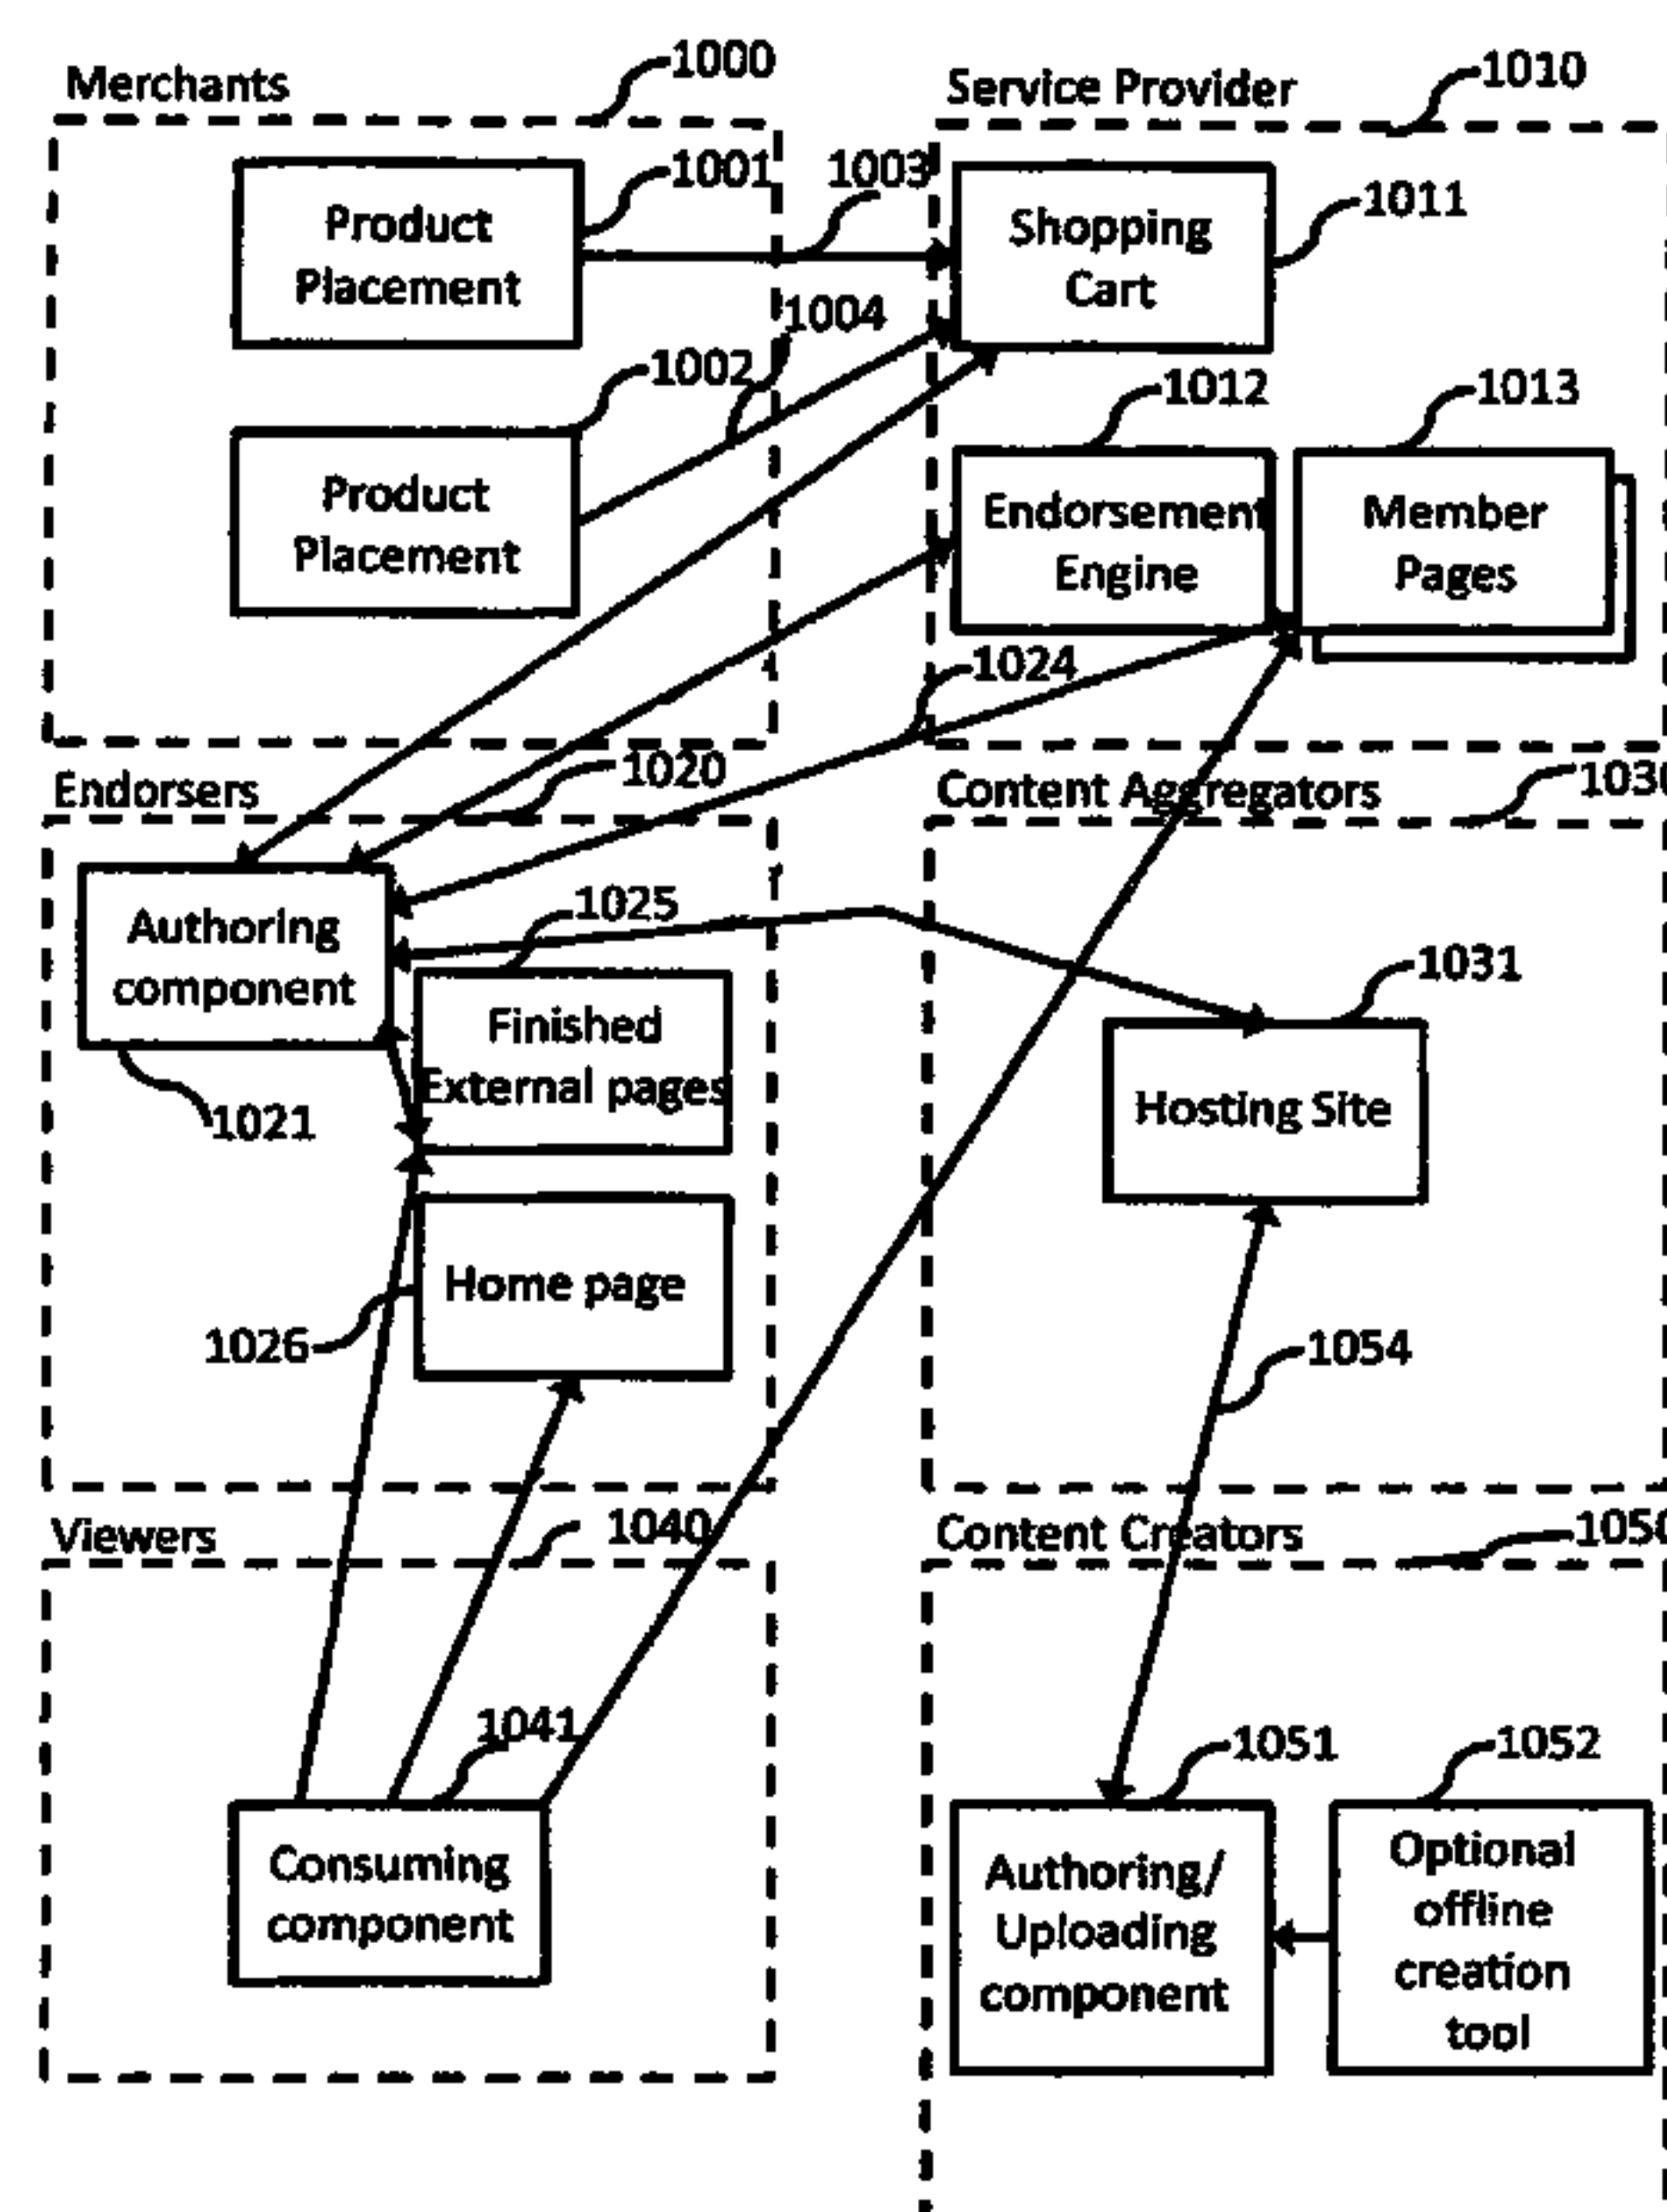 Merchants
1000
Service Provider
1010
Product
Placement
1001
1003
Shopping
Cart
1011
1004
1002
Product
Placement
1012
1013
Endorsement
Engine
Member
Pages
1024
Endorsers
1020
Content Aggregators
Authoring
component
1025
1031
Finished
External pages
1021
Hosting Site
Home page
1026
1054
Viewers
1040
Content Creators
1041
1051
1052
Consuming
component
Authoring/
Uploading
component
Optional
offline
creation
tool